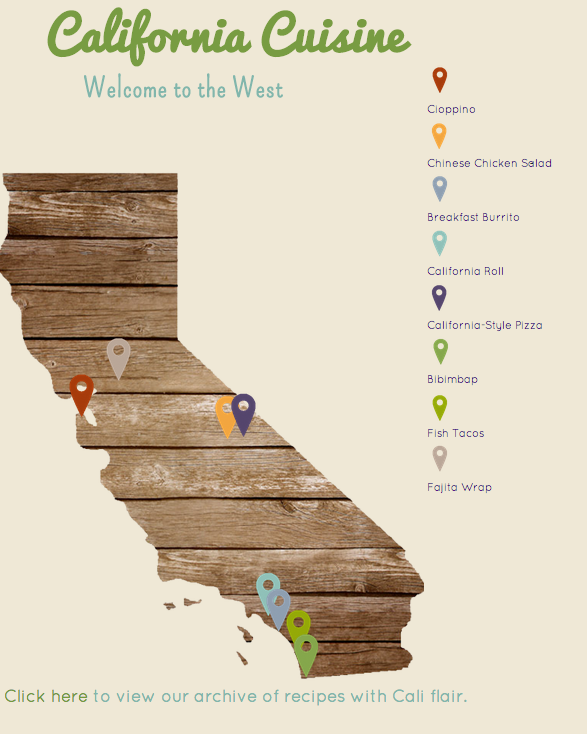 California Cuisine
Welcome to the West
Cioppino
Chinese Chicken Salad
Breakfast Burrito
California Roll
California-Style Pizza
Bibimbap
Fish Tacos
Fajita Wrap
Click here to view our archive of recipes with Cali flair.